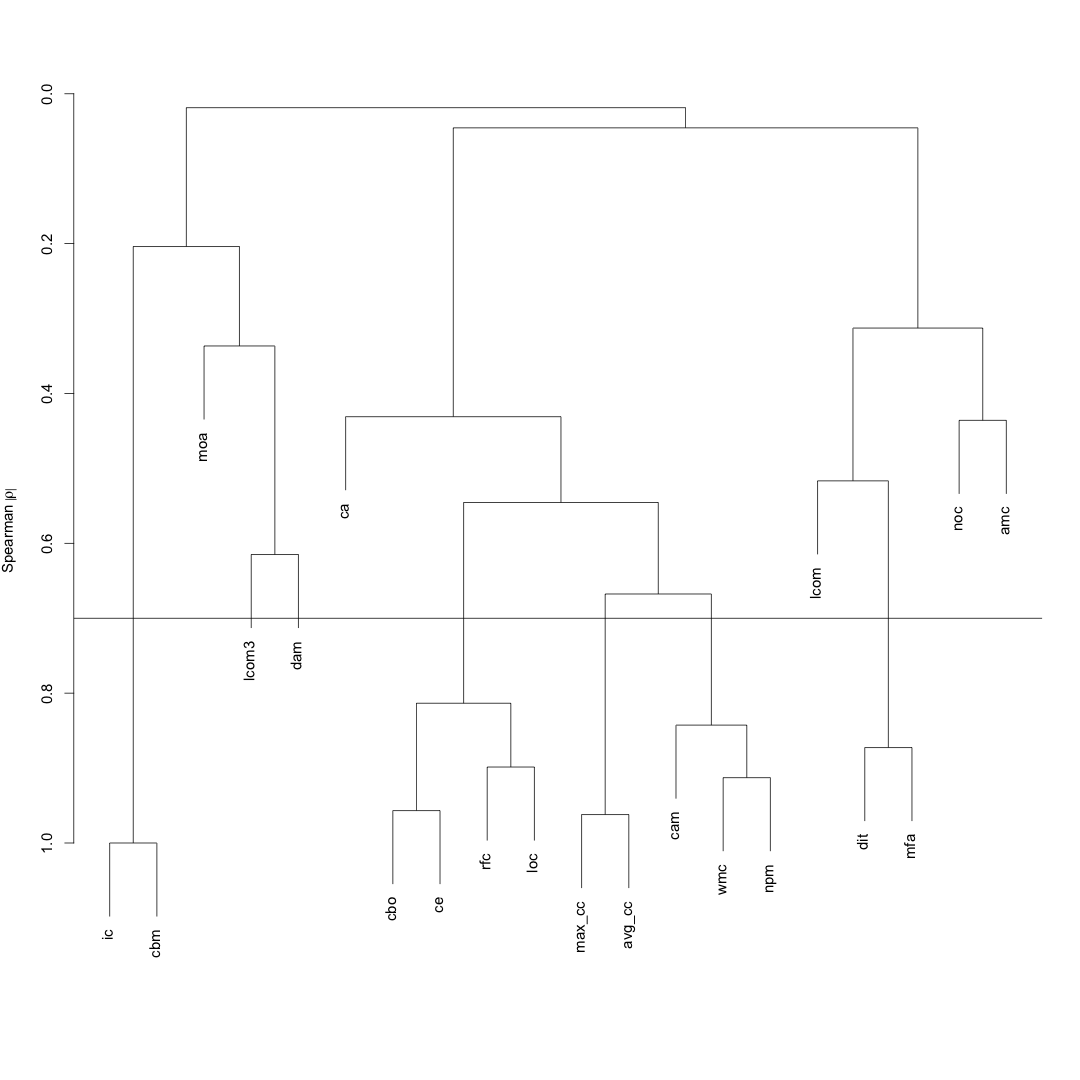 0.0
0.2
0.4
0.6
0.8
1.0
Spearman |ρ|
moa
ca
noc
amc
lcom
lcom3
dam
cam
dit
mfa
rfc
loc
wmc
npm
cbo
ce
max_cc
avg_cc
ic
cbm